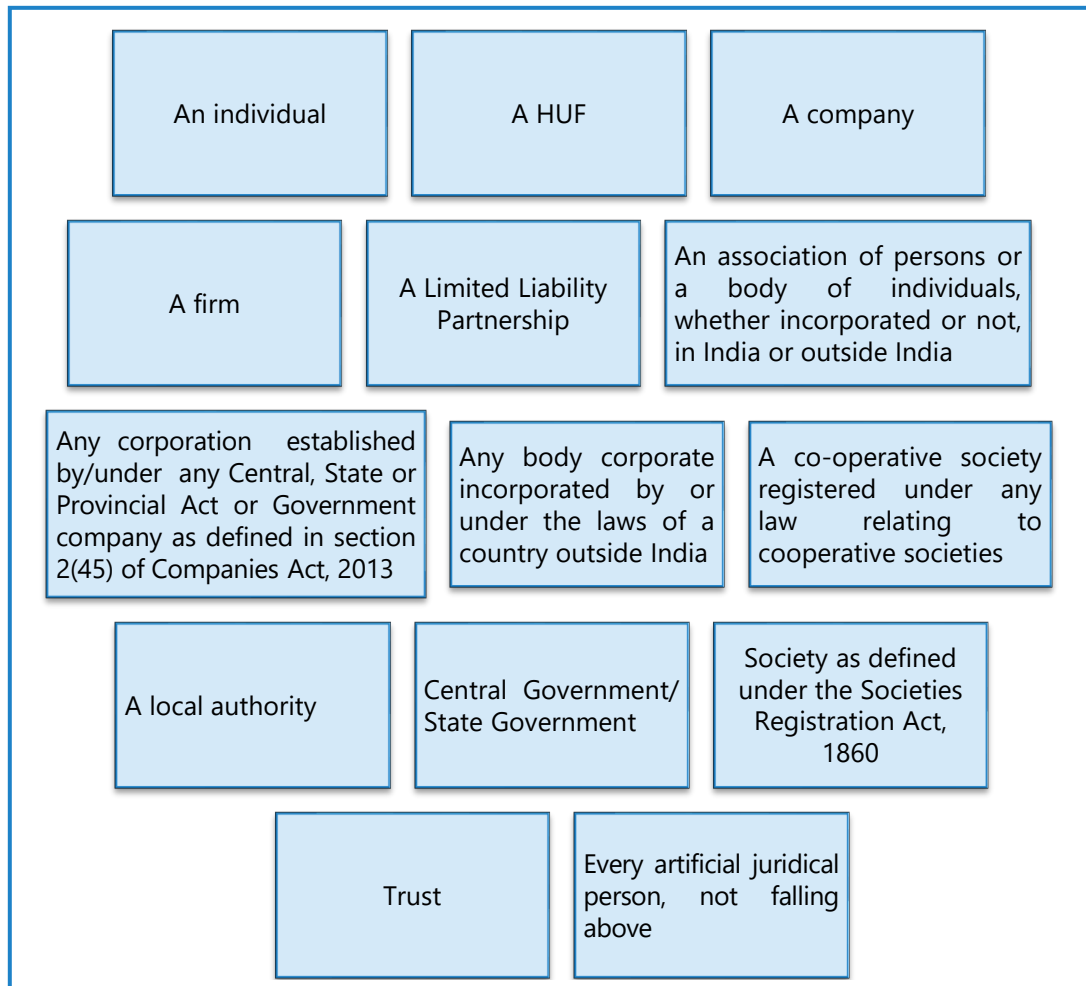 An individual
A HUF
A company
A firm
A Limited Liability
Partnership
An association of persons or
a body of individuals,
whether incorporated or not,
in India or outside India
Any corporation established
by/under any Central, State or
Provincial Act or Government
company as defined in section
2(45) of Companies Act, 2013
Any body corporate
incorporated by or
under the laws of a
country outside India
A co-operative society
registered under any
law relating to
cooperative societies
A local authority
Central Government/
State Government
Society as defined
under the Societies
Registration Act,
1860
Trust
Every artificial juridical
person, not falling
above